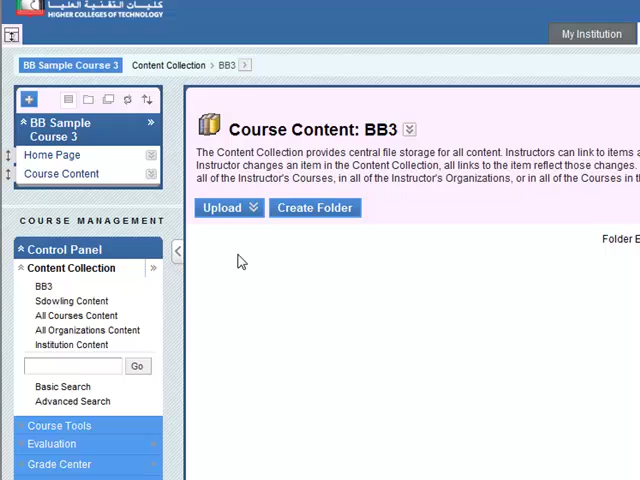 كليات التقنية العليا
HIGHER COLLEGES OF TECHNOLOGY
My Institution
BB Sample Course 3
Content Collection > BB3
BB Sample
Course 3
Home Page
Course Content
COURSE MANAGEMENT
Control Panel
Content Collection
BB3
Sdowling Content
All Courses Content
All Organizations Content
Institution Content
Go
Basic Search
Advanced Search
Course Tools
Evaluation
Grade Center
Course Content: BB3
The Content Collection provides central file storage for all content. Instructors can link to items
Instructor changes an item in the Content Collection, all links to the item reflect those changes.
all of the Instructor's Courses, in all of the Instructor's Organizations, or in all of the Courses in
Upload
Create Folder
Folder